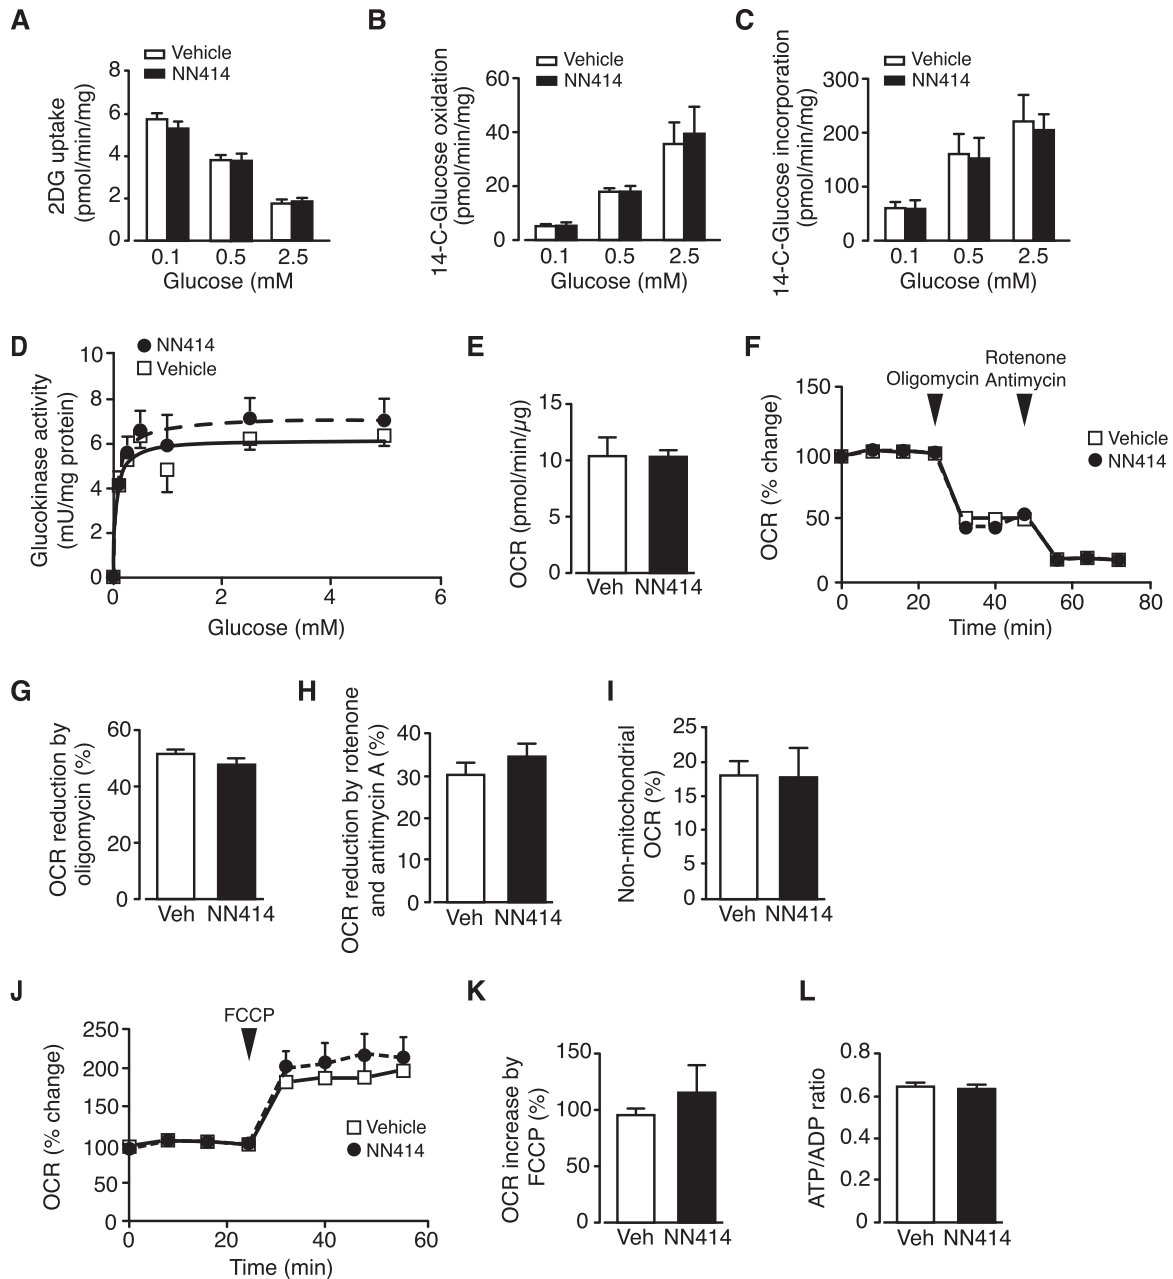 A
Vehicle
NN414
2DG uptake
(pmol/min/mg)
8
6
4
2
0
0.1 0.5 2.5
Glucose (mM
B
Vehicle
NN414
14-C-Glucose oxidation
(pmol/min/mg)
60
40
20
0
0.1 0.5 2.5
Glucose (mM)
C
Vehicle
NN414
14-C-Glucose incorporation
(pmol/min/mg)
300
200
100
0
0.1 0.5 2.5
Glucose (mM)
D
NN414
Vehicle
Glucokinase activity
(mU/mg protein)
10
8
6
4
2
0
0 2 4 6
Glucose (mM)
E
OCR (pmol/min/µg)
15
10
5
0
Veh NN414
F
Rotenone
Oligomycin Antimycin
OCR (% change)
150
100
50
0
Vehicle
NN414
0 20 40 60 80
Time (min)
G
OCR reduction by
oligomycin (%)
60
40
20
0
Veh NN414
H
OCR reduction by rotenone
and antimycin A (%)
40
30
20
10
0
Veh NN414
I
Non-mitochondrial
OCR (%)
25
20
15
10
5
0
Veh NN414
J
FCCP
OCR (% change)
250
200
150
100
50
0
Vehicle
NN414
0 20 40 60
Time (min)
K
OCR increase by
FCCP (%)
150
100
50
0
Veh NN414
L
ATP/ADP ratio
0.8
0.6
0.4
0.2
0
Veh NN414